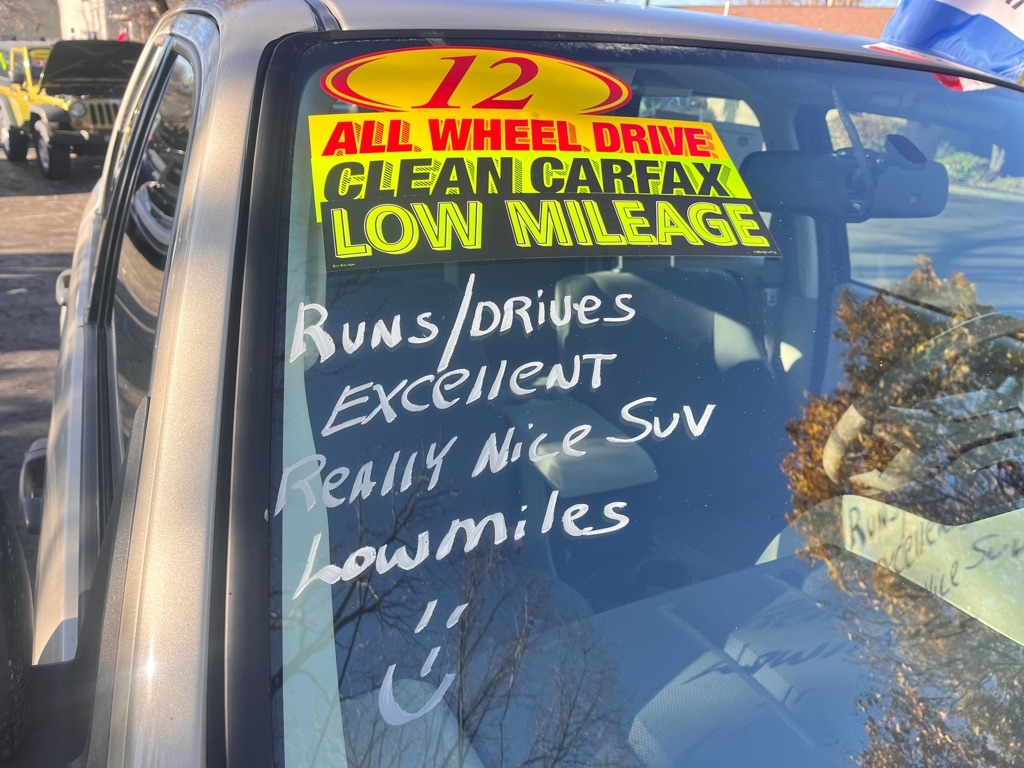 12
ALL WHEEL DRIVE
CLEAN CARFAX
LOW MILEAGE
RUNS/DRIVES
EXCEllENT
REALLY NiCE SUV
LOWmiles